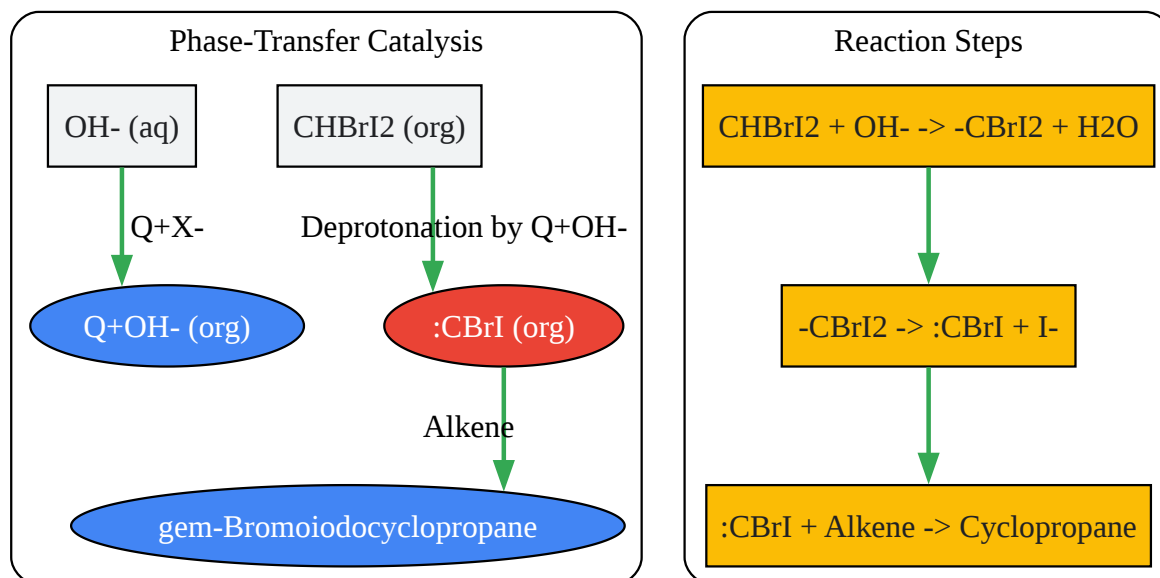 Phase-Transfer Catalysis
OH- (aq)
CHBrI2 (org)
Q+X-
Deprotonation by Q+OH-
Q+OH- (org)
:CBrI (org)
Alkene
gem-Bromoiodocyclopropane
Reaction Steps
CHBrI2 + OH- -> -CBrI2 + H2O
-CBrI2 -> :CBrI + I-
:CBrI + Alkene -> Cyclopropane